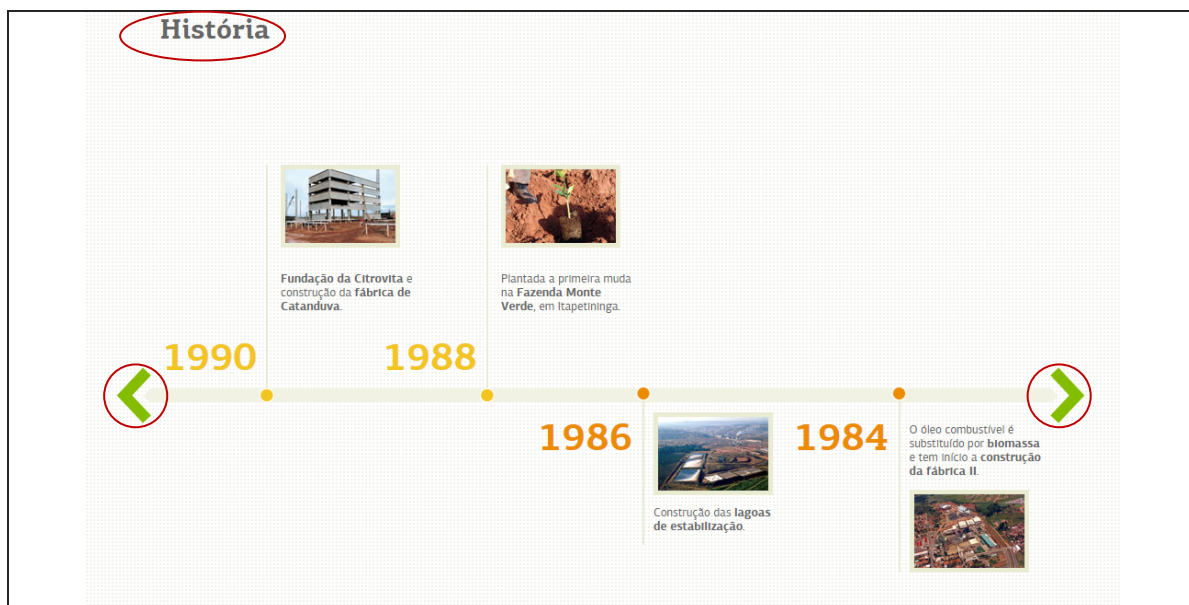 História
Fundação da Citrovita e
construção da fábrica de
Catanduva.
1990
Plantada a primeira muda
na Fazenda Monte
Verde, em Itapetininga.
1988
1986
Construção das lagoas
de estabilização.
1984
O óleo combustível é
substituído por biomassa
e tem início a construção
da fábrica II.